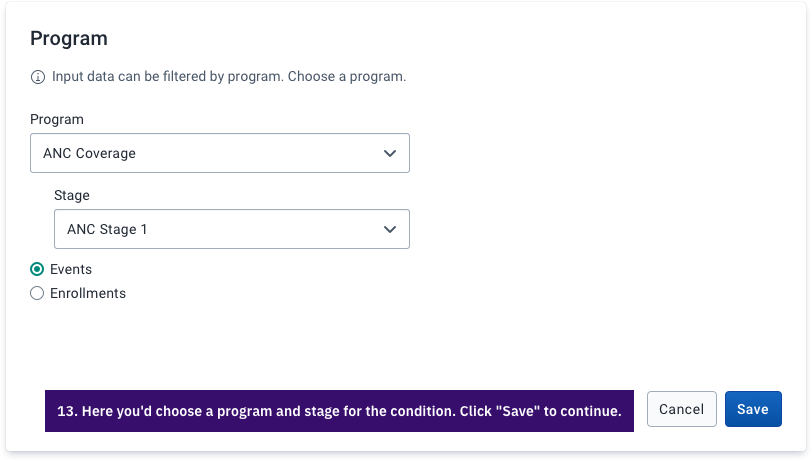 Program
Input data can be filtered by program. Choose a program.
Program
ANC Coverage
Stage
ANC Stage 1
Events
Enrollments
13. Here you'd choose a program and stage for the condition. Click "Save" to continue.
Cancel
Save